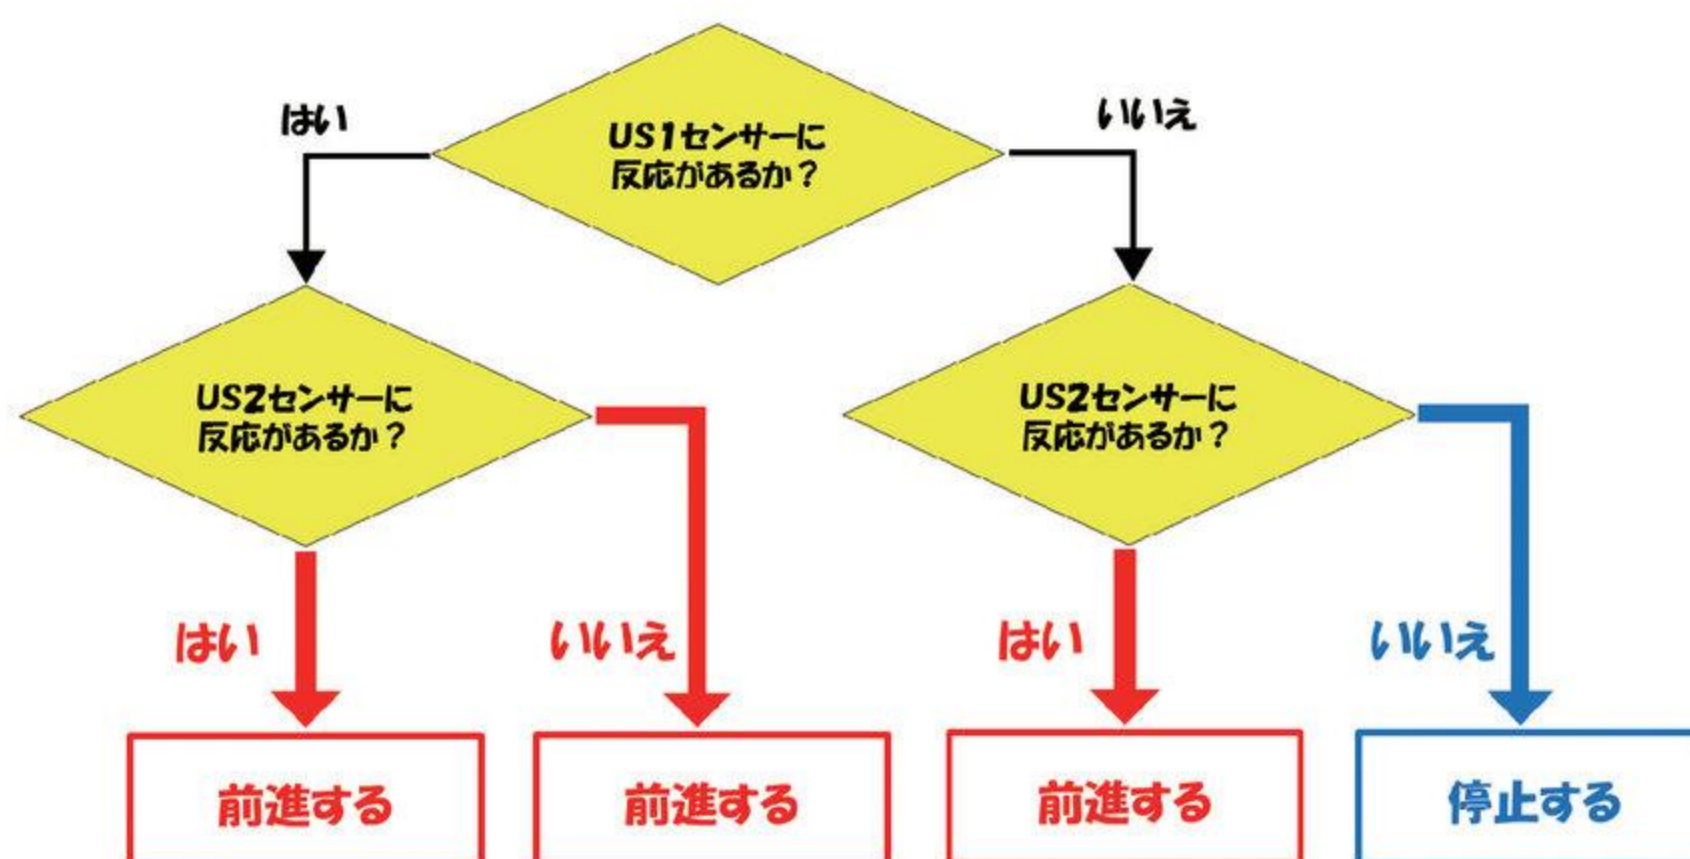 はい
US1センサーに
反応があるか？
いいえ
US2センサーに
反応があるか？
US2センサーに
反応があるか？
はい
いいえ
はい
いいえ
前進する
前進する
前進する
停止する